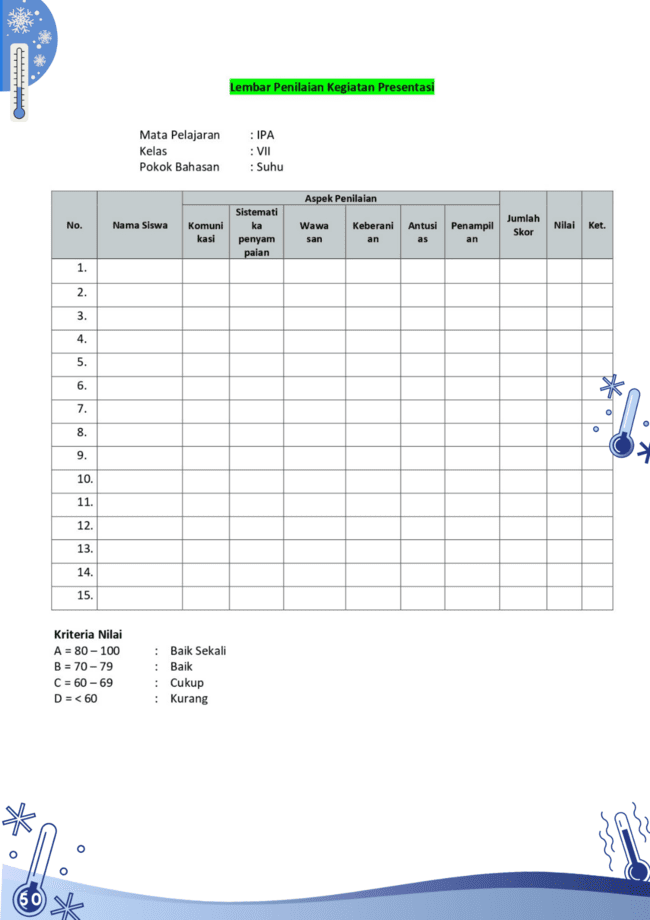 Lembar Penilaian Kegiatan Presentasi
Mata Pelajaran : IPA
Kelas : VII
Pokok Bahasan : Suhu
No. Nama Siswa Aspek Penilaian Jumlah Skor Nilai Ket.
Komuni kasi Sistemati ka penyam paian Wawa san Keberani an Antusi as Penampil an
1.
2.
3.
4.
5.
6.
7.
8.
9.
10.
11.
12.
13.
14.
15.
Kriteria Nilai
A = 80 – 100 : Baik Sekali
B = 70 – 79 : Baik
C = 60 – 69 : Cukup
D = < 60 : Kurang
50